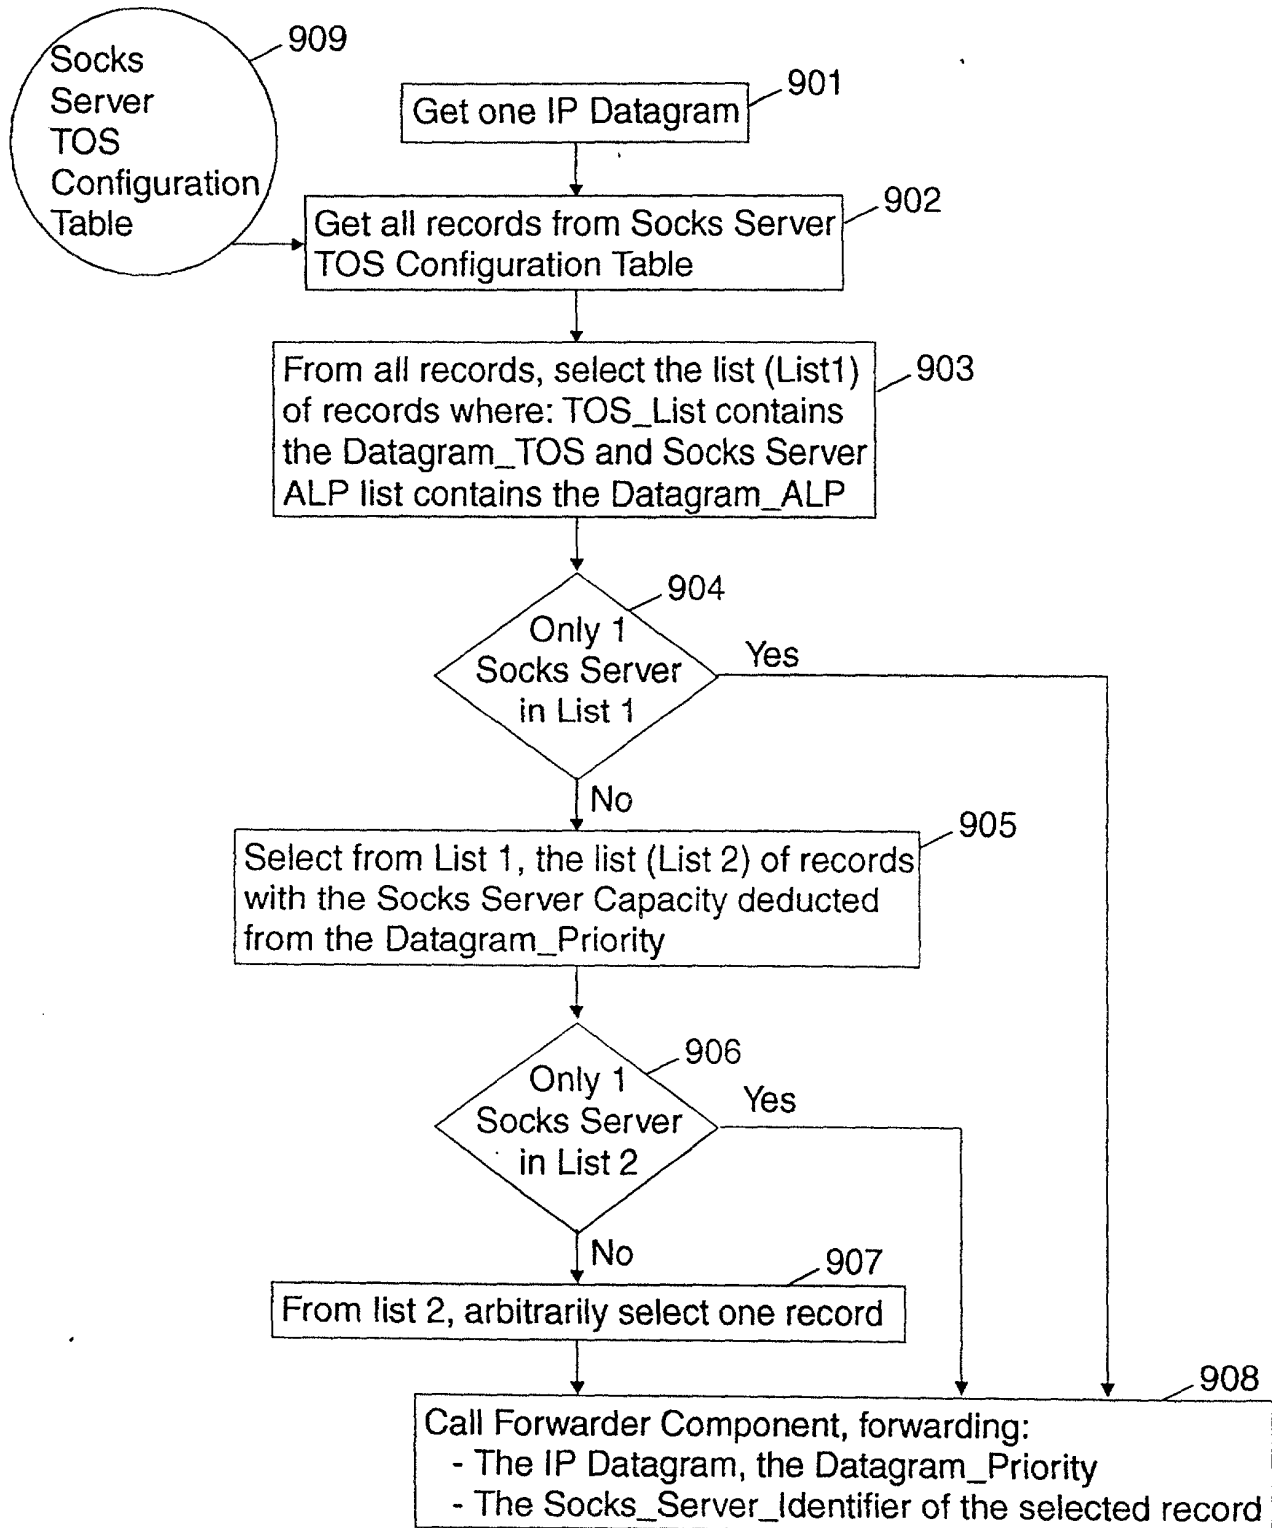 Socks
Server
TOS
Configuration
Table
909
Get one IP Datagram
901
Get all records from Socks Server
TOS Configuration Table
902
From all records, select the list (List1)
of records where: TOS_List contains
the Datagram_TOS and Socks Server
ALP list contains the Datagram_ALP
903
904
Only 1
Socks Server
in List 1
Yes
No
905
Select from List 1, the list (List 2) of records
with the Socks Server Capacity deducted
from the Datagram_Priority
906
Only 1
Socks Server
in List 2
Yes
No
907
From list 2, arbitrarily select one record
908
Call Forwarder Component, forwarding:
- The IP Datagram, the Datagram_Priority
- The Socks_Server_Identifier of the selected record